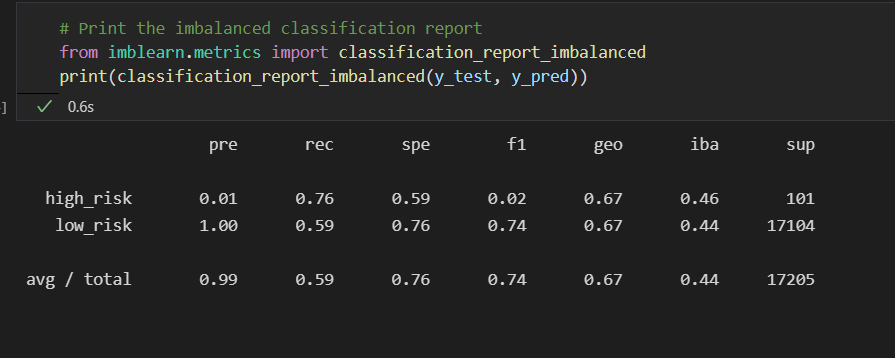 # Print the imbalanced classification report
from imblearn.metrics import classification_report_imbalanced
print(classification_report_imbalanced(y_test, y_pred))
] ✓ 0.6s
pre rec spe f1 geo iba sup
high_risk 0.01 0.76 0.59 0.02 0.67 0.46 101
low_risk 1.00 0.59 0.76 0.74 0.67 0.44 17104
avg / total 0.99 0.59 0.76 0.74 0.67 0.44 17205